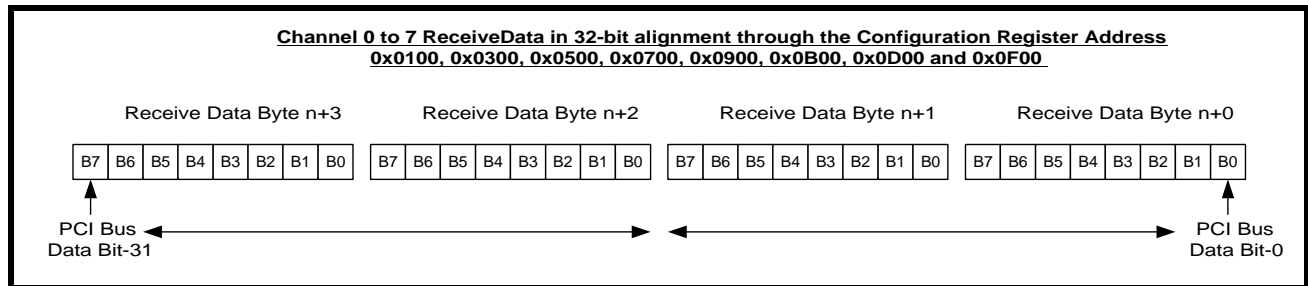 Channel 0 to 7 ReceiveData in 32-bit alignment through the Configuration Register Address
0x0100, 0x0300, 0x0500, 0x0700, 0x0900, 0x0B00, 0x0D00 and 0x0F00
Receive Data Byte n+3 Receive Data Byte n+2 Receive Data Byte n+1 Receive Data Byte n+0
B7 B6 B5 B4 B3 B2 B1 B0 B7 B6 B5 B4 B3 B2 B1 B0 B7 B6 B5 B4 B3 B2 B1 B0 B7 B6 B5 B4 B3 B2 B1 B0
PCI Bus PCI Bus
Data Bit-31 Data Bit-0